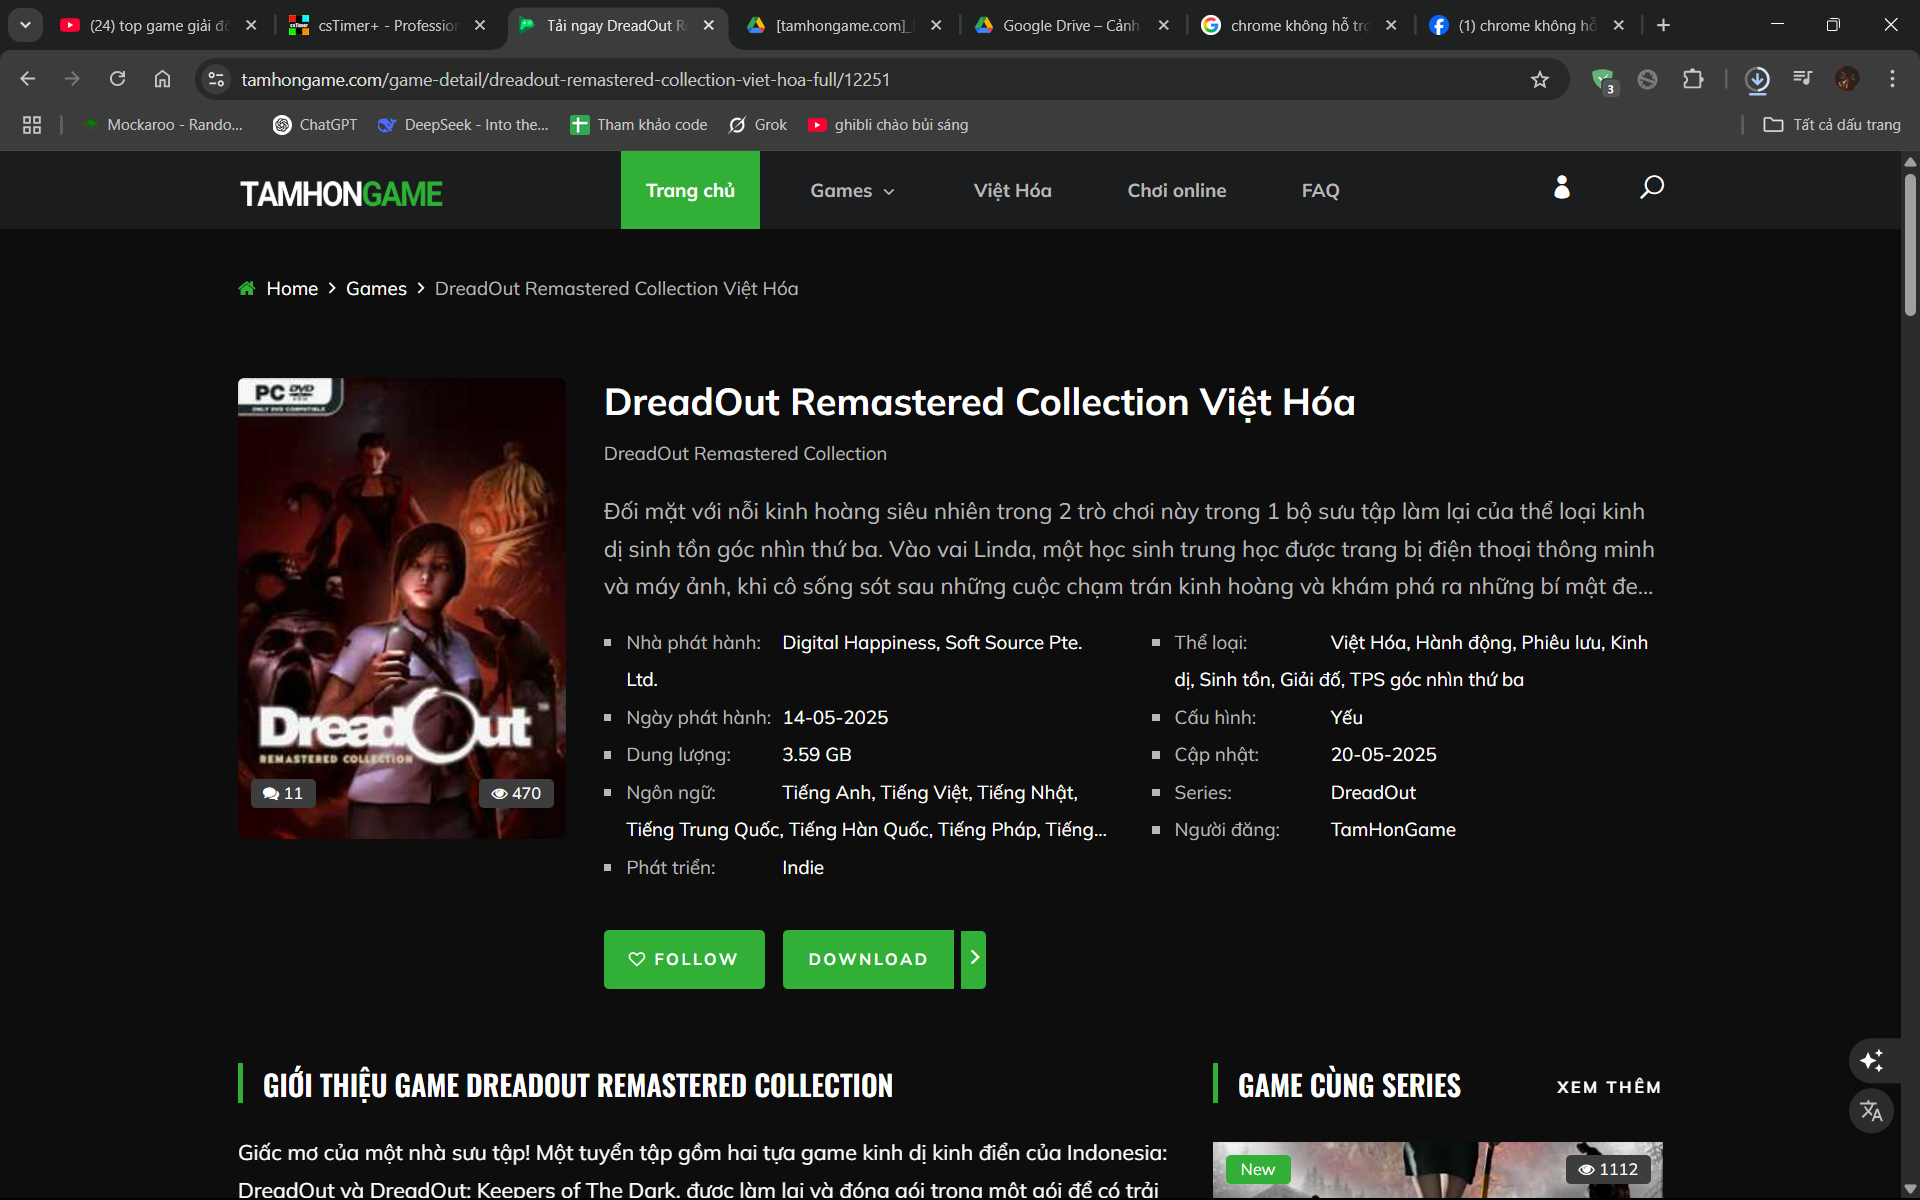 (24) top game giải đố
csTimer+ - Profession
Tải ngay DreadOut Re
[tamhongame.com]_
Google Drive – Cảnh
chrome không hỗ trợ
(1) chrome không hỗ
tamhongame.com/game-detail/dreadout-remastered-collection-viet-hoa-full/12251
3
Mockaroo - Rando...
ChatGPT
DeepSeek - Into the...
Tham khảo code
Grok
ghibli chào bủi sáng
Tất cả dấu trang
TAMHONGAME
Trang chủ
Games
Việt Hóa
Chơi online
FAQ
Home > Games > DreadOut Remastered Collection Việt Hóa
PC DVD
ONLY DVD COMPATIBLE
DreadOut™
REMASTERED COLLECTION
11
470
DreadOut Remastered Collection Việt Hóa
DreadOut Remastered Collection
Đối mặt với nỗi kinh hoàng siêu nhiên trong 2 trò chơi này trong 1 bộ sưu tập làm lại của thể loại kinh
dị sinh tồn góc nhìn thứ ba. Vào vai Linda, một học sinh trung học được trang bị điện thoại thông minh
và máy ảnh, khi cô sống sót sau những cuộc chạm trán kinh hoàng và khám phá ra những bí mật đe...
Nhà phát hành: Digital Happiness, Soft Source Pte.
Ltd.
Ngày phát hành: 14-05-2025
Dung lượng: 3.59 GB
Ngôn ngữ: Tiếng Anh, Tiếng Việt, Tiếng Nhật,
Tiếng Trung Quốc, Tiếng Hàn Quốc, Tiếng Pháp, Tiếng...
Phát triển: Indie
Thể loại: Việt Hóa, Hành động, Phiêu lưu, Kinh
dị, Sinh tồn, Giải đố, TPS góc nhìn thứ ba
Cấu hình: Yếu
Cập nhật: 20-05-2025
Series: DreadOut
Người đăng: TamHonGame
FOLLOW
DOWNLOAD
GIỚI THIỆU GAME DREADOUT REMASTERED COLLECTION
Giấc mơ của một nhà sưu tập! Một tuyển tập gồm hai tựa game kinh dị kinh điển của Indonesia:
DreadOut và DreadOut: Keepers of The Dark, được làm lại và đóng gói trong một gói để có trải
GAME CÙNG SERIES
XEM THÊM
New
1112